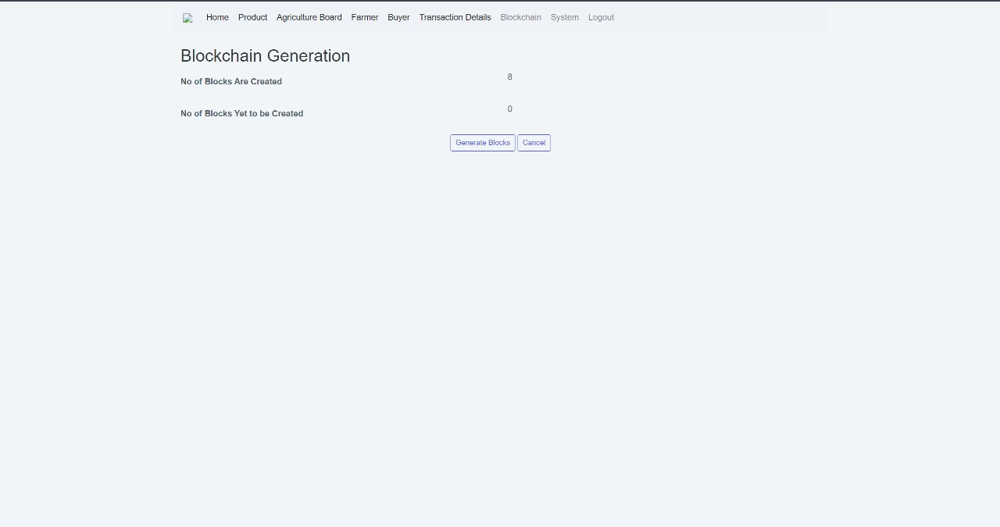 Home Product Agriculture Board Farmer Buyer Transaction Details Blockchain System Logout
Blockchain Generation
No of Blocks Are Created 8
No of Blocks Yet to be Created 0
Generate Blocks Cancel